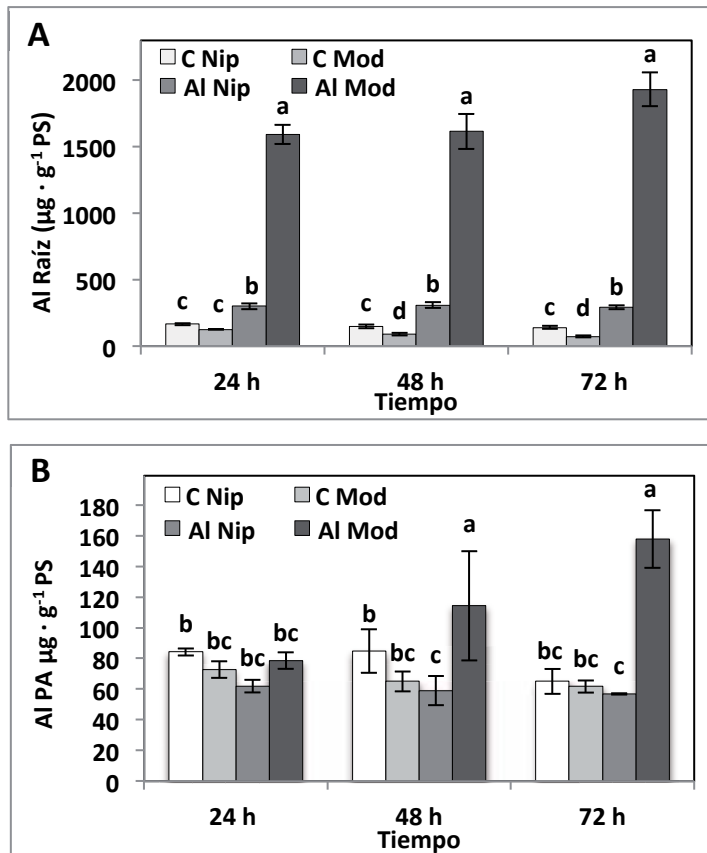 A
C Nip
C Mod
Al Nip
Al Mod
Al Raíz (µg · g-1 PS)
2000
1500
1000
500
0
c c b a
c d b a
c d b a
24 h 48 h 72 h
Tiempo
B
C Nip
C Mod
Al Nip
Al Mod
Al PA µg · g-1 PS
180
160
140
120
100
80
60
40
20
0
b bc bc bc
b bc c a
bc bc c a
24 h 48 h 72 h
Tiempo